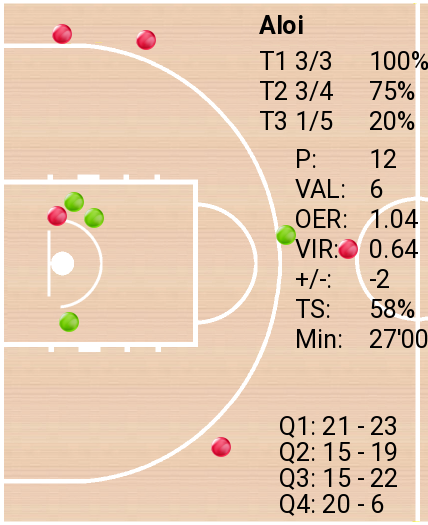 Aloi
T1 3/3 100%
T2 3/4 75%
T3 1/5 20%
P: 12
VAL: 6
OER: 1.04
VIR: 0.64
+/-: -2
TS: 58%
Min: 27'00
Q1: 21 - 23
Q2: 15 - 19
Q3: 15 - 22
Q4: 20 - 6